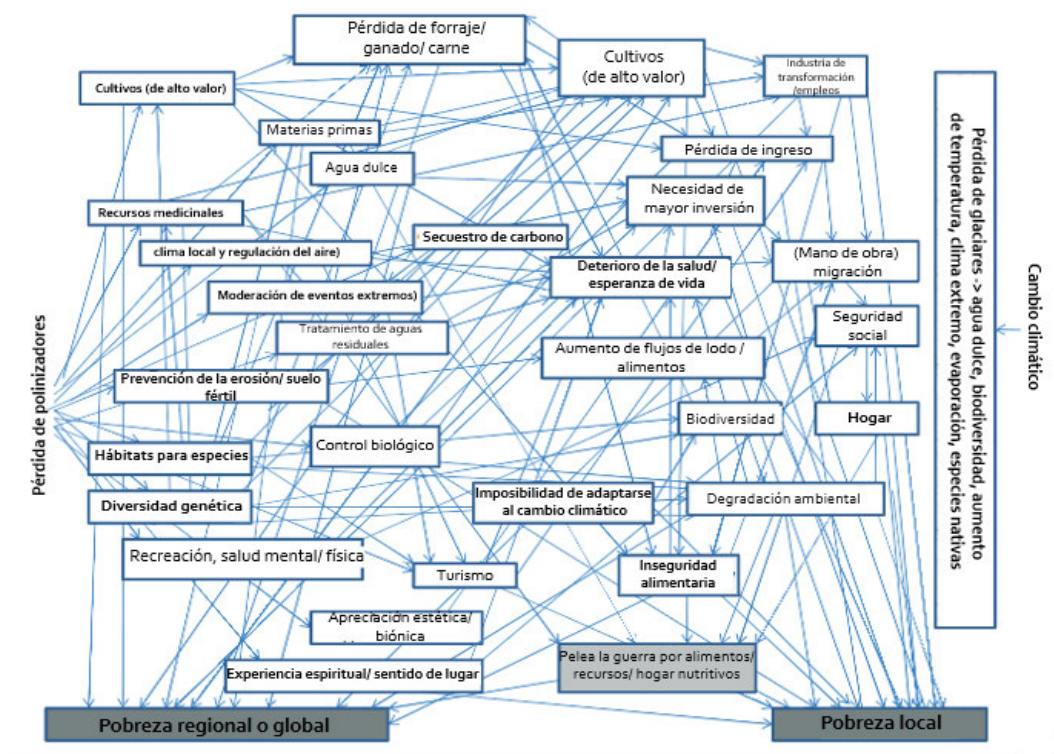 Pérdida de forraje/
ganado/ carne
Cultivos
(de alto valor)
Industria de
transformación
/empleos
Cultivos (de alto valor)
Materias primas
Agua dulce
Pérdida de ingreso
Necesidad de
mayor inversión
Recursos medicinales
Secuestro de carbono
clima local y regulación del aire)
(Mano de obra)
migración
Deterioro de la salud/
esperanza de vida
Moderación de eventos extremos)
Seguridad
social
Tratamiento de aguas
residuales
Aumento de flujos de lodo /
alimentos
Prevención de la erosión/ suelo
fértil
Biodiversidad
Hogar
Control biológico
Hábitats para especies
Diversidad genética
Imposibilidad de adaptarse
al cambio climático
Degradación ambiental
Recreación, salud mental/ física
Turismo
Inseguridad
alimentaria
Apreciación estética/
biónica
Experiencia espiritual/ sentido de lugar
Pelea la guerra por alimentos/
recursos/ hogar nutritivos
Pobreza regional o global
Pobreza local
Pérdida de polinizadores
Pérdida de glaciares -> agua dulce, biodiversidad, aumento
de temperatura, clima extremo, evaporación, especies nativas
Cambio climático